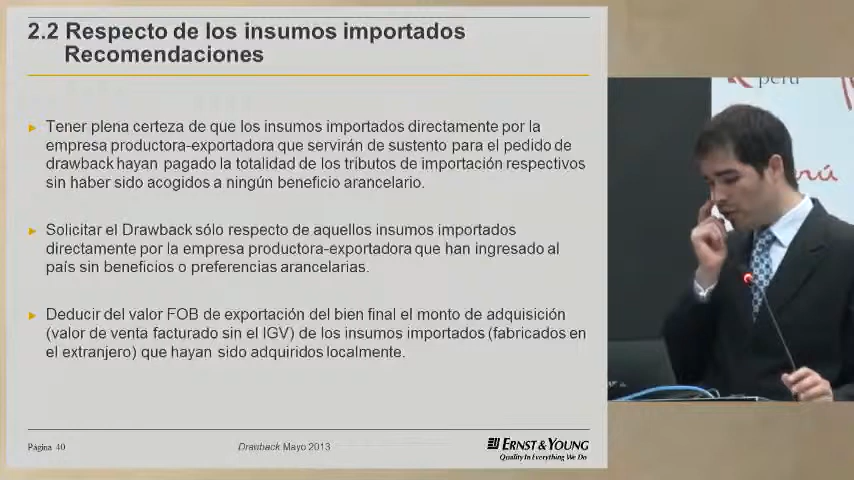 2.2 Respecto de los insumos importados
Recomendaciones
► Tener plena certeza de que los insumos importados directamente por la
empresa productora-exportadora que servirán de sustento para el pedido de
drawback hayan pagado la totalidad de los tributos de importación respectivos
sin haber sido acogidos a ningún beneficio arancelario.
► Solicitar el Drawback sólo respecto de aquellos insumos importados
directamente por la empresa productora-exportadora que han ingresado al
país sin beneficios o preferencias arancelarias.
► Deducir del valor FOB de exportación del bien final el monto de adquisición
(valor de venta facturado sin el IGV) de los insumos importados (fabricados en
el extranjero) que hayan sido adquiridos localmente.
Página 40
Drawback Mayo 2013
ERNST & YOUNG
Quality In Everything We Do
perú